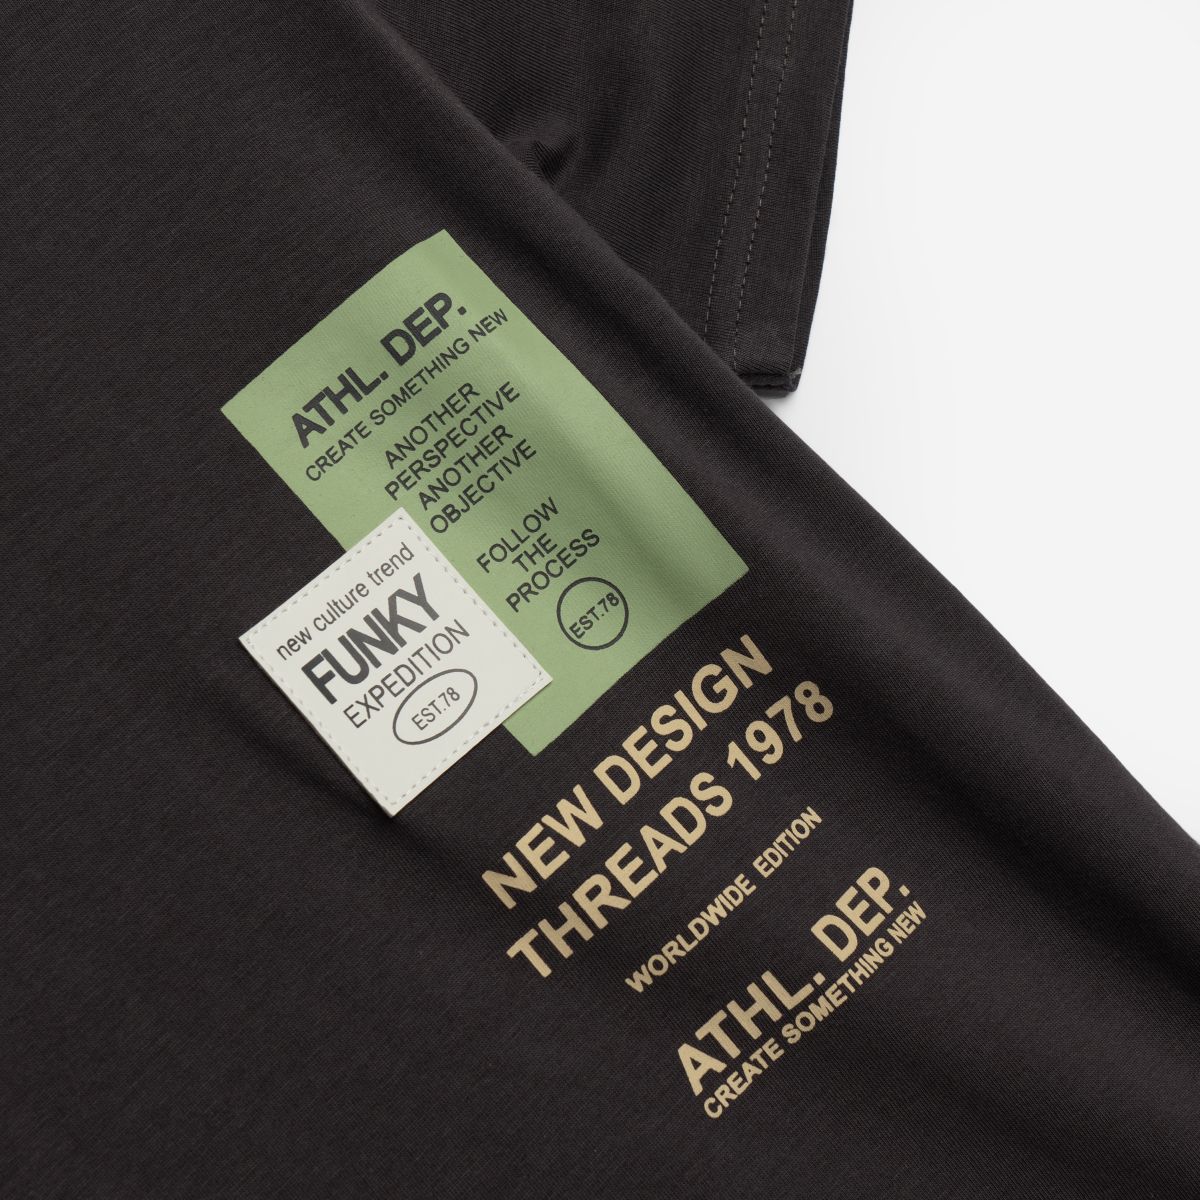 ATHL. DEP.
CREATE SOMETHING NEW
ANOTHER
PERSPECTIVE
ANOTHER
OBJECTIVE
FOLLOW
THE
PROCESS
EST.78
new culture trend
FUNKY
EXPEDITION
EST.78
NEW DESIGN
THREADS 1978
WORLDWIDE EDITION
ATHL. DEP.
CREATE SOMETHING NEW